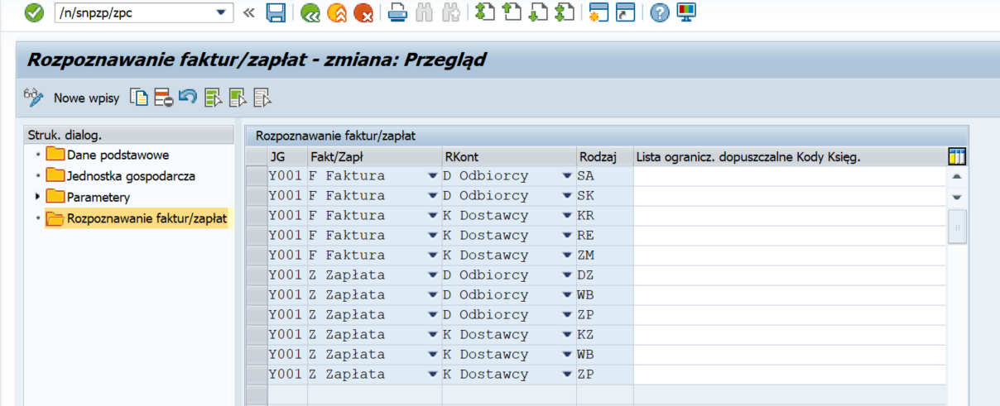 /n/snpzp/zpc
Rozpoznawanie faktur/zapłat - zmiana: Przegląd
Nowe wpisy
Struk. dialog.
Dane podstawowe
Jednostka gospodarcza
Parametery
Rozpoznawanie faktur/zapłat
Rozpoznawanie faktur/zapłat
JG Fakt/Zapł RKont Rodzaj Lista ogranicz. dopuszczalne Kody Księg.
Y001 F Faktura D Odbiorcy SA
Y001 F Faktura D Odbiorcy SK
Y001 F Faktura K Dostawcy KR
Y001 F Faktura K Dostawcy RE
Y001 F Faktura K Dostawcy ZM
Y001 Z Zapłata D Odbiorcy DZ
Y001 Z Zapłata D Odbiorcy WB
Y001 Z Zapłata D Odbiorcy ZP
Y001 Z Zapłata K Dostawcy KZ
Y001 Z Zapłata K Dostawcy WB
Y001 Z Zapłata K Dostawcy ZP